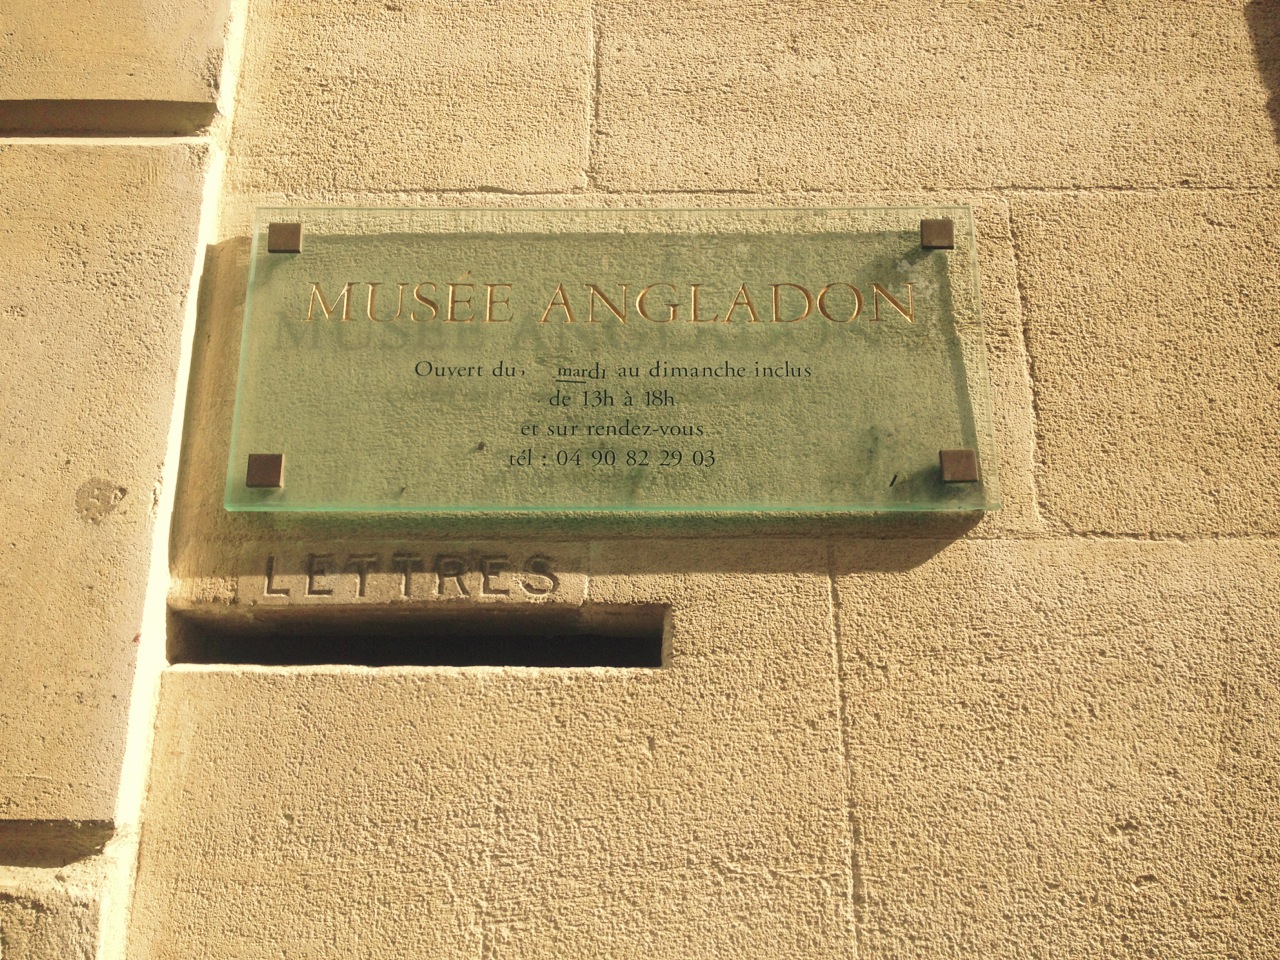 MUSÉE ANGLADON
Ouvert du mardi au dimanche inclus
de 13h à 18h
et sur rendez-vous
tél : 04 90 82 29 03
LETTRES